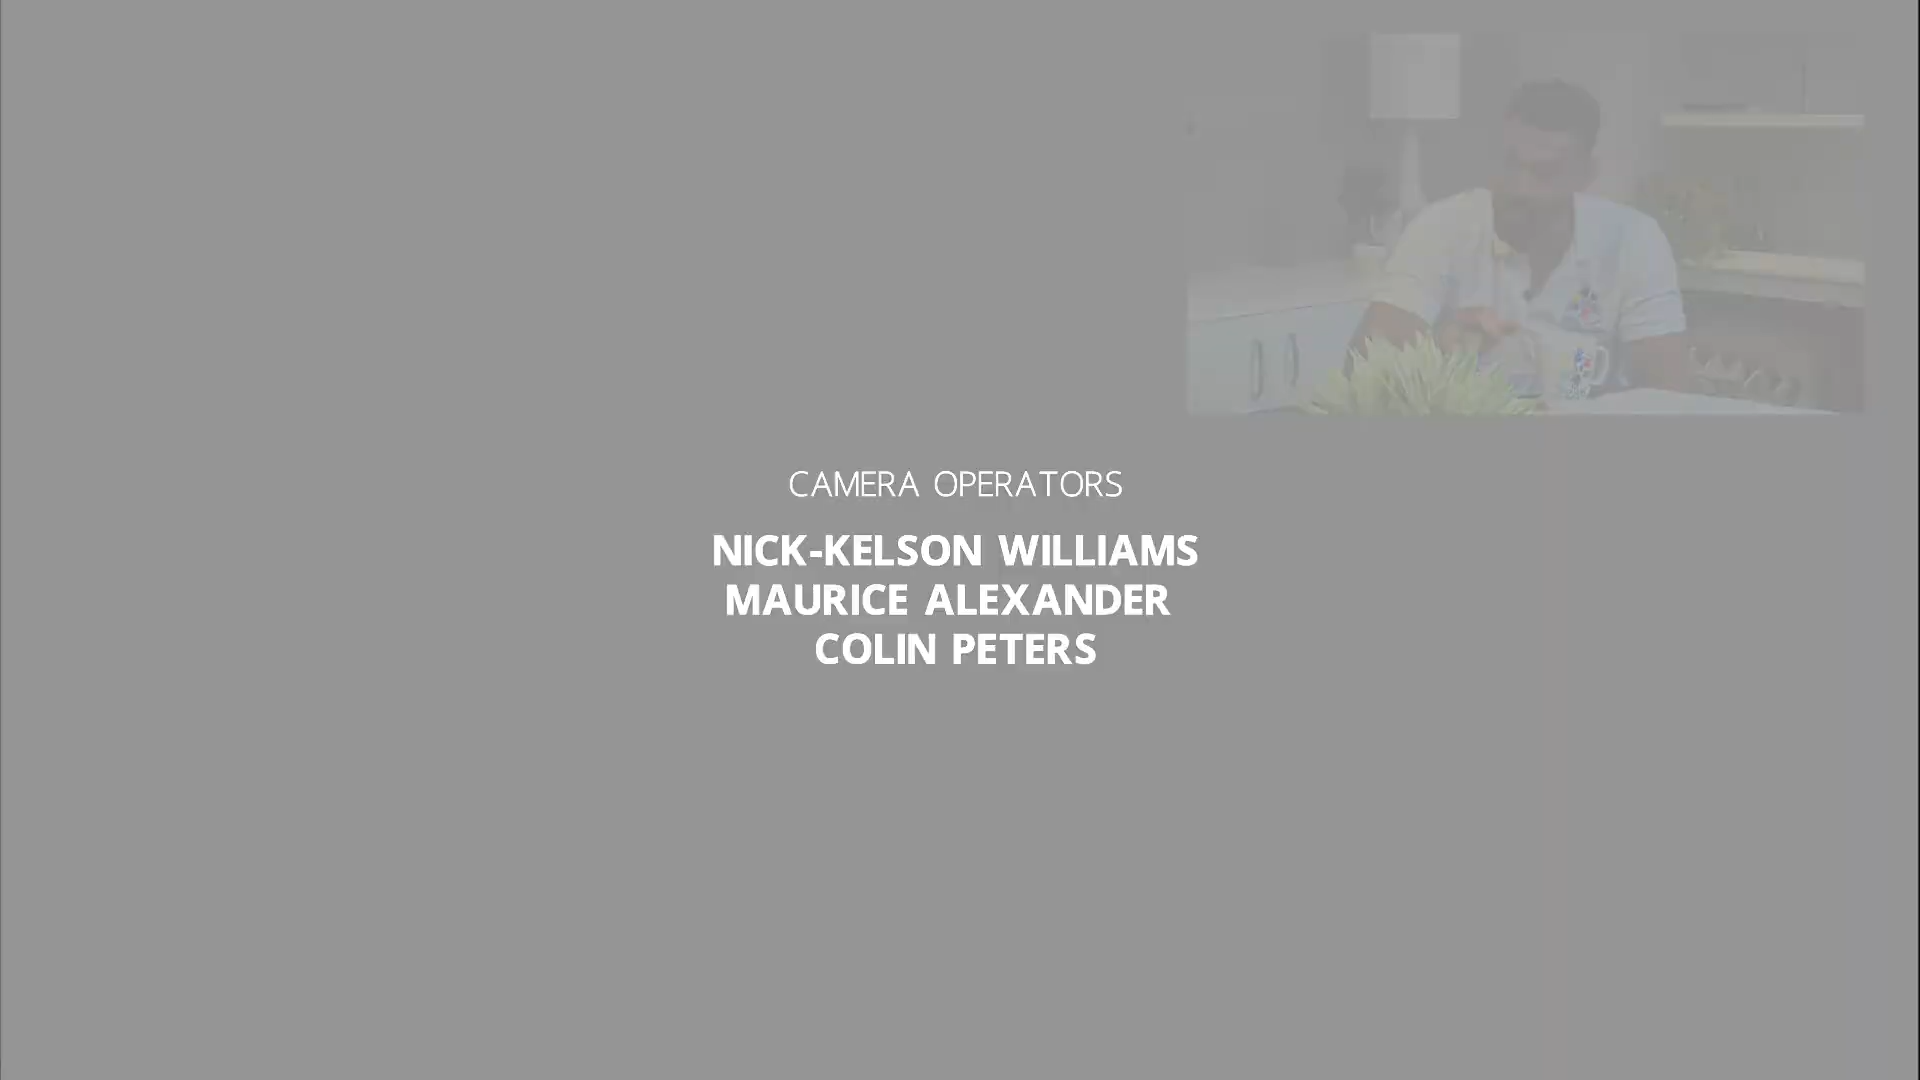 CAMERA OPERATORS
NICK-KELSON WILLIAMS
MAURICE ALEXANDER
COLIN PETERS